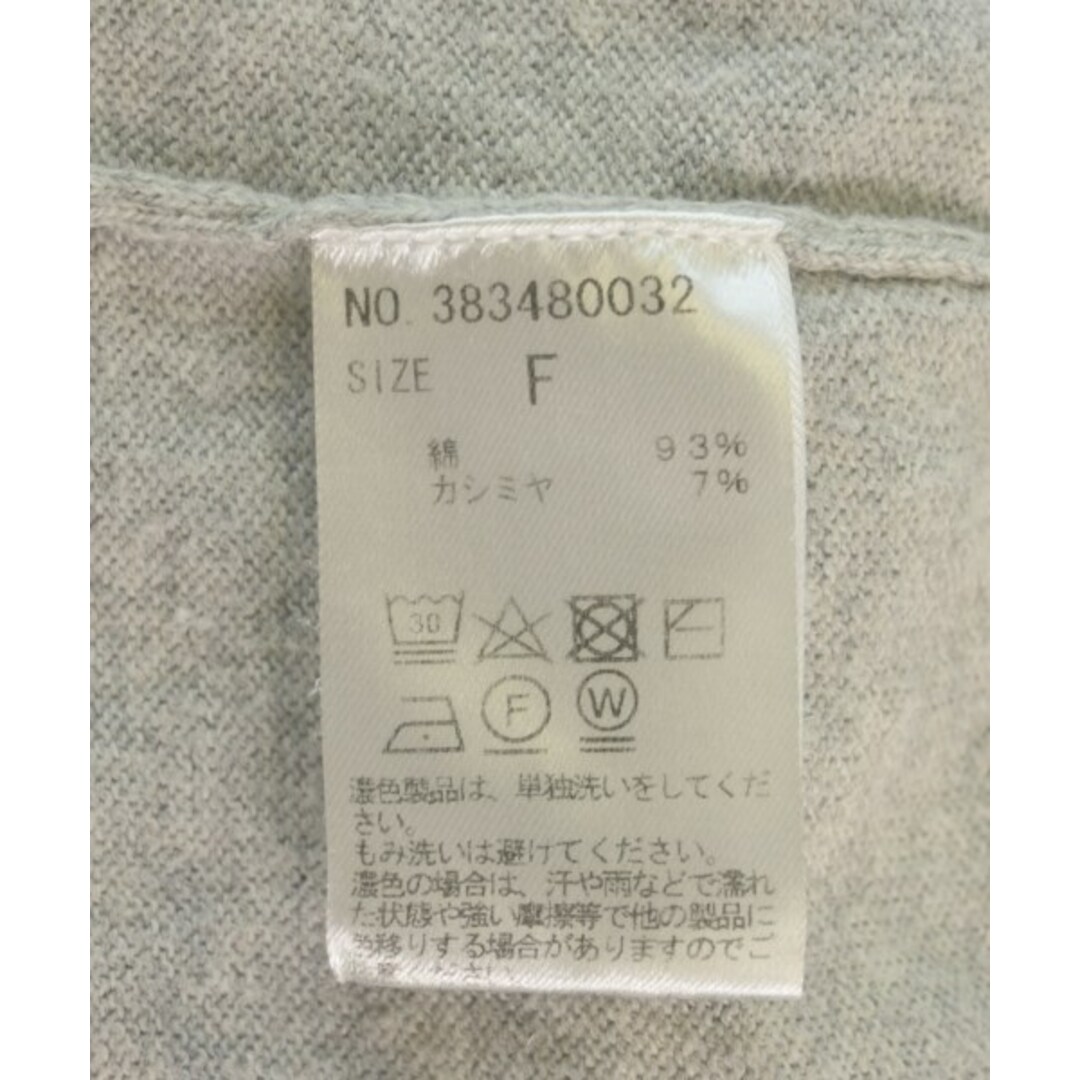 NO. 383480032
SIZE F
綿 93%
カシミヤ 7%
30
F W
濃色製品は、単独洗いをしてくだ
さい。
もみ洗いは避けてください。
濃色の場合は、汗や雨などで濡れ
た状態や強い摩擦等で他の製品に
色移りする場合がありますのでご
ください。